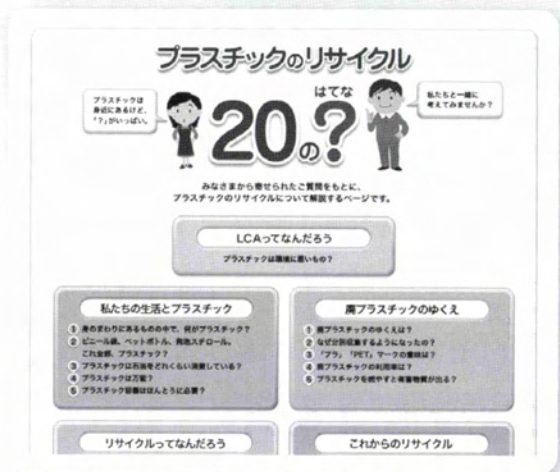 プラスチックのリサイクル
プラスチックは
身近にあるけど、
「？」がいっぱい。
はてな
20の？
私たちと一緒に
考えてみませんか？
みなさまから寄せられたご質問をもとに、
プラスチックのリサイクルについて解説するページです。
LCAってなんだろう
プラスチックは環境に悪いもの？
私たちの生活とプラスチック
① 身のまわりにあるものの中で、何がプラスチック？
② ビニール袋、ペットボトル、発泡スチロール。
これ全部、プラスチック？
③ プラスチックは石油をどれくらい消費している？
④ プラスチックは万能？
⑤ プラスチック容器はほんとうに必要？
廃プラスチックのゆくえ
① 廃プラスチックのゆくえは？
② なぜ分別収集するようになったの？
③ 「プラ」「PET」マークの意味は？
④ 廃プラスチックの利用率は？
⑤ プラスチックを燃やすと有害物質が出る？
リサイクルってなんだろう
これからのリサイクル